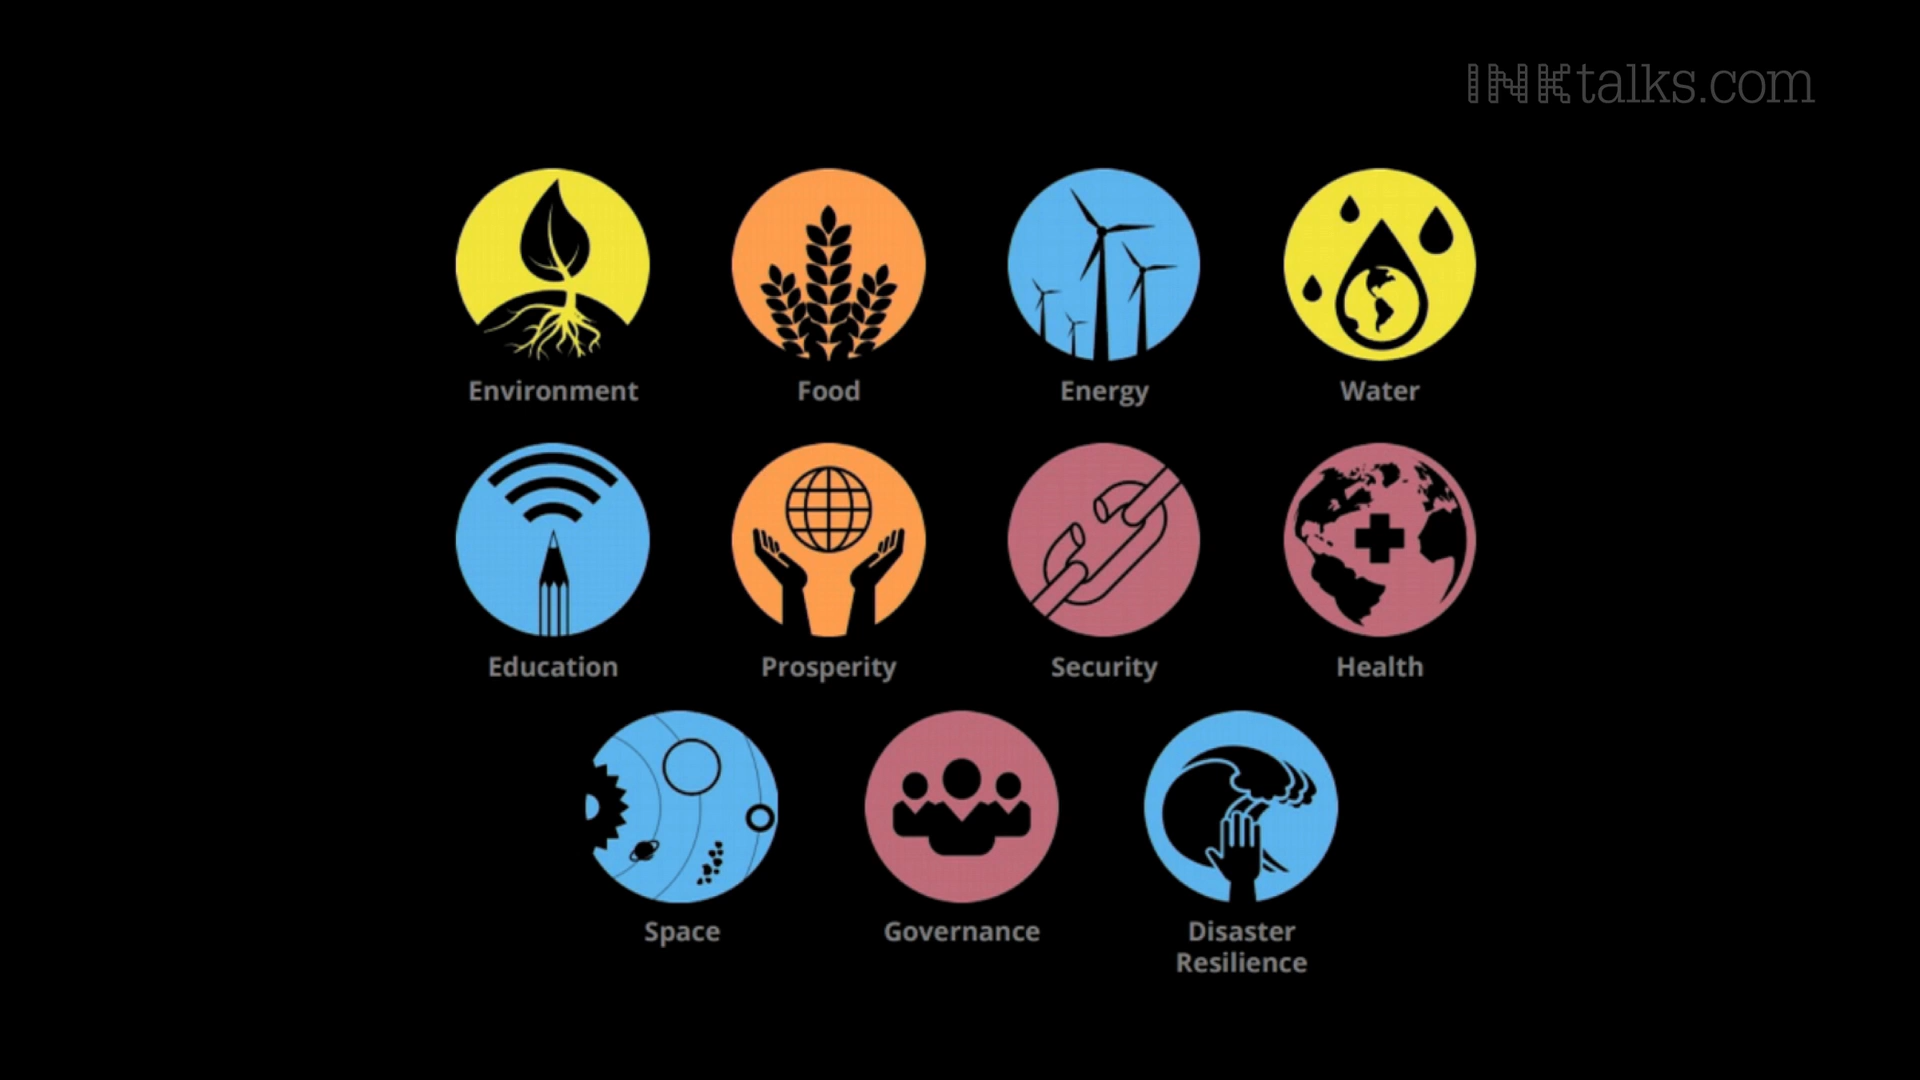 INKtalks.com
Environment
Food
Energy
Water
Education
Prosperity
Security
Health
Space
Governance
Disaster
Resilience